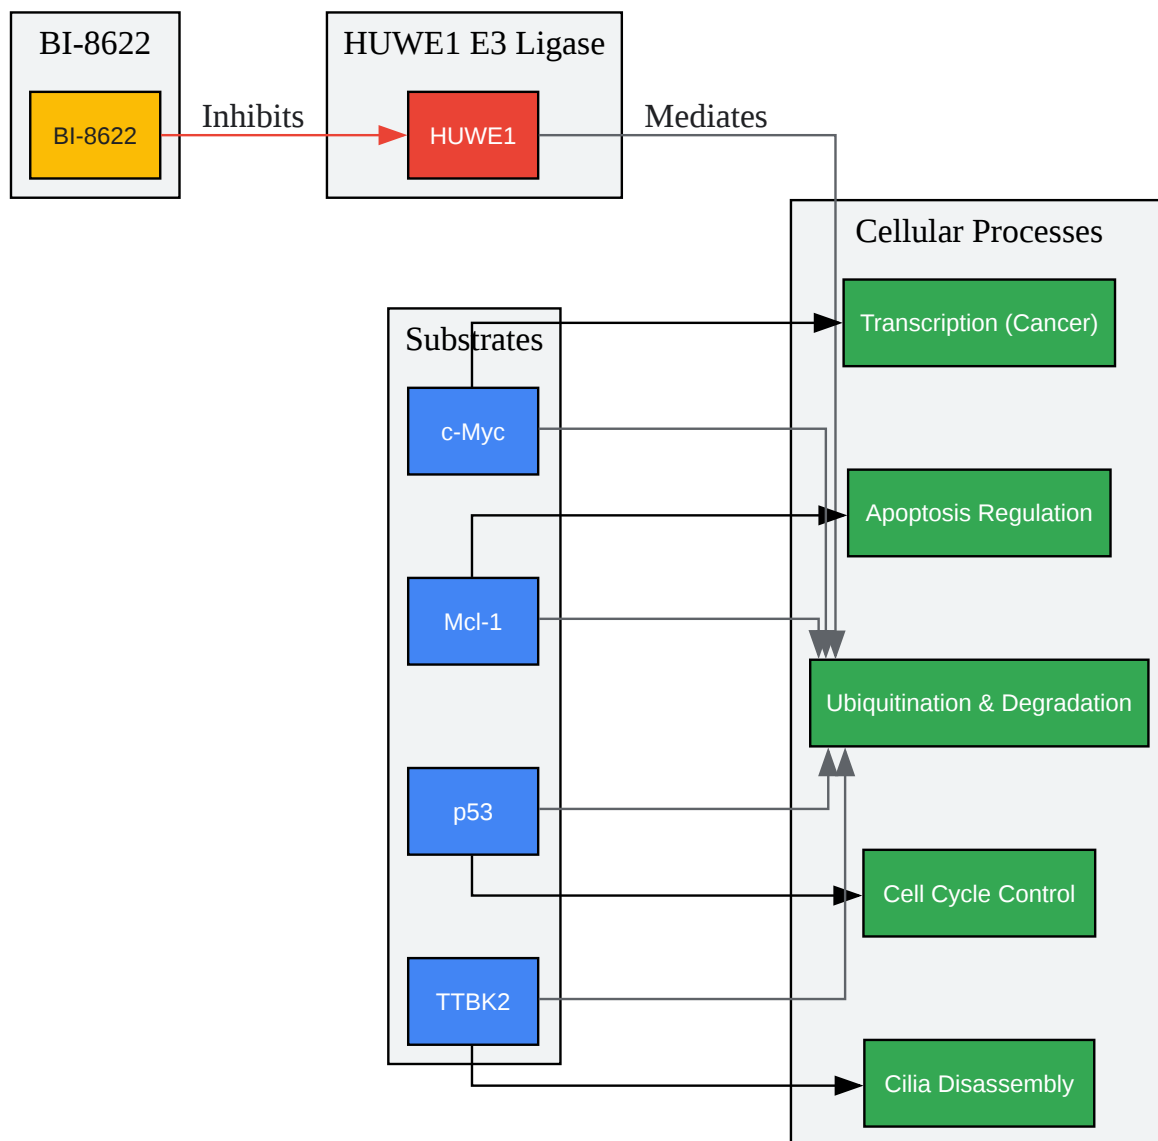 BI-8622
HUWE1 E3 Ligase
BI-8622
Inhibits
HUWE1
Mediates
Cellular Processes
Transcription (Cancer)
Substrates
c-Myc
Apoptosis Regulation
Mcl-1
Ubiquitination & Degradation
p53
Cell Cycle Control
TTBK2
Cilia Disassembly